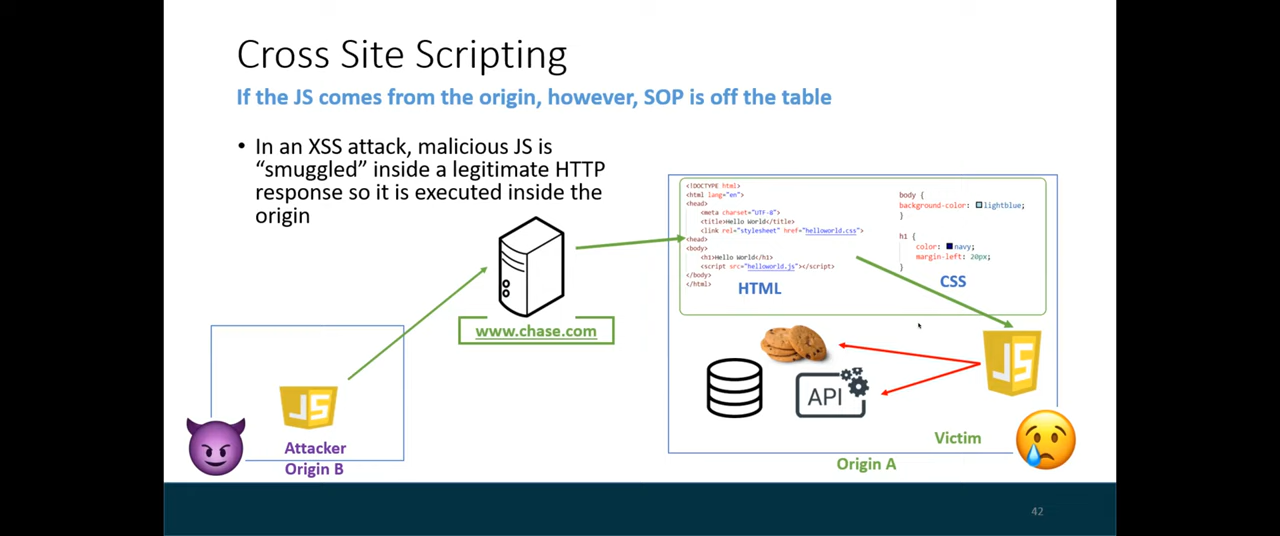 Cross Site Scripting
If the JS comes from the origin, however, SOP is off the table
• In an XSS attack, malicious JS is
“smuggled” inside a legitimate HTTP
response so it is executed inside the
origin
www.chase.com
JS
Attacker
Origin B
<!DOCTYPE html>
<html lang="en">
<head>
<meta charset="UTF-8">
<title>Hello World</title>
<link rel="stylesheet" href="helloworld.css">
<head>
<body>
<h1>Hello World</h1>
<script src="helloworld.js"></script>
</body>
</html>
HTML
body {
background-color: lightblue;
}
h1 {
color: navy;
margin-left: 20px;
}
CSS
JS
API
Victim
Origin A
42